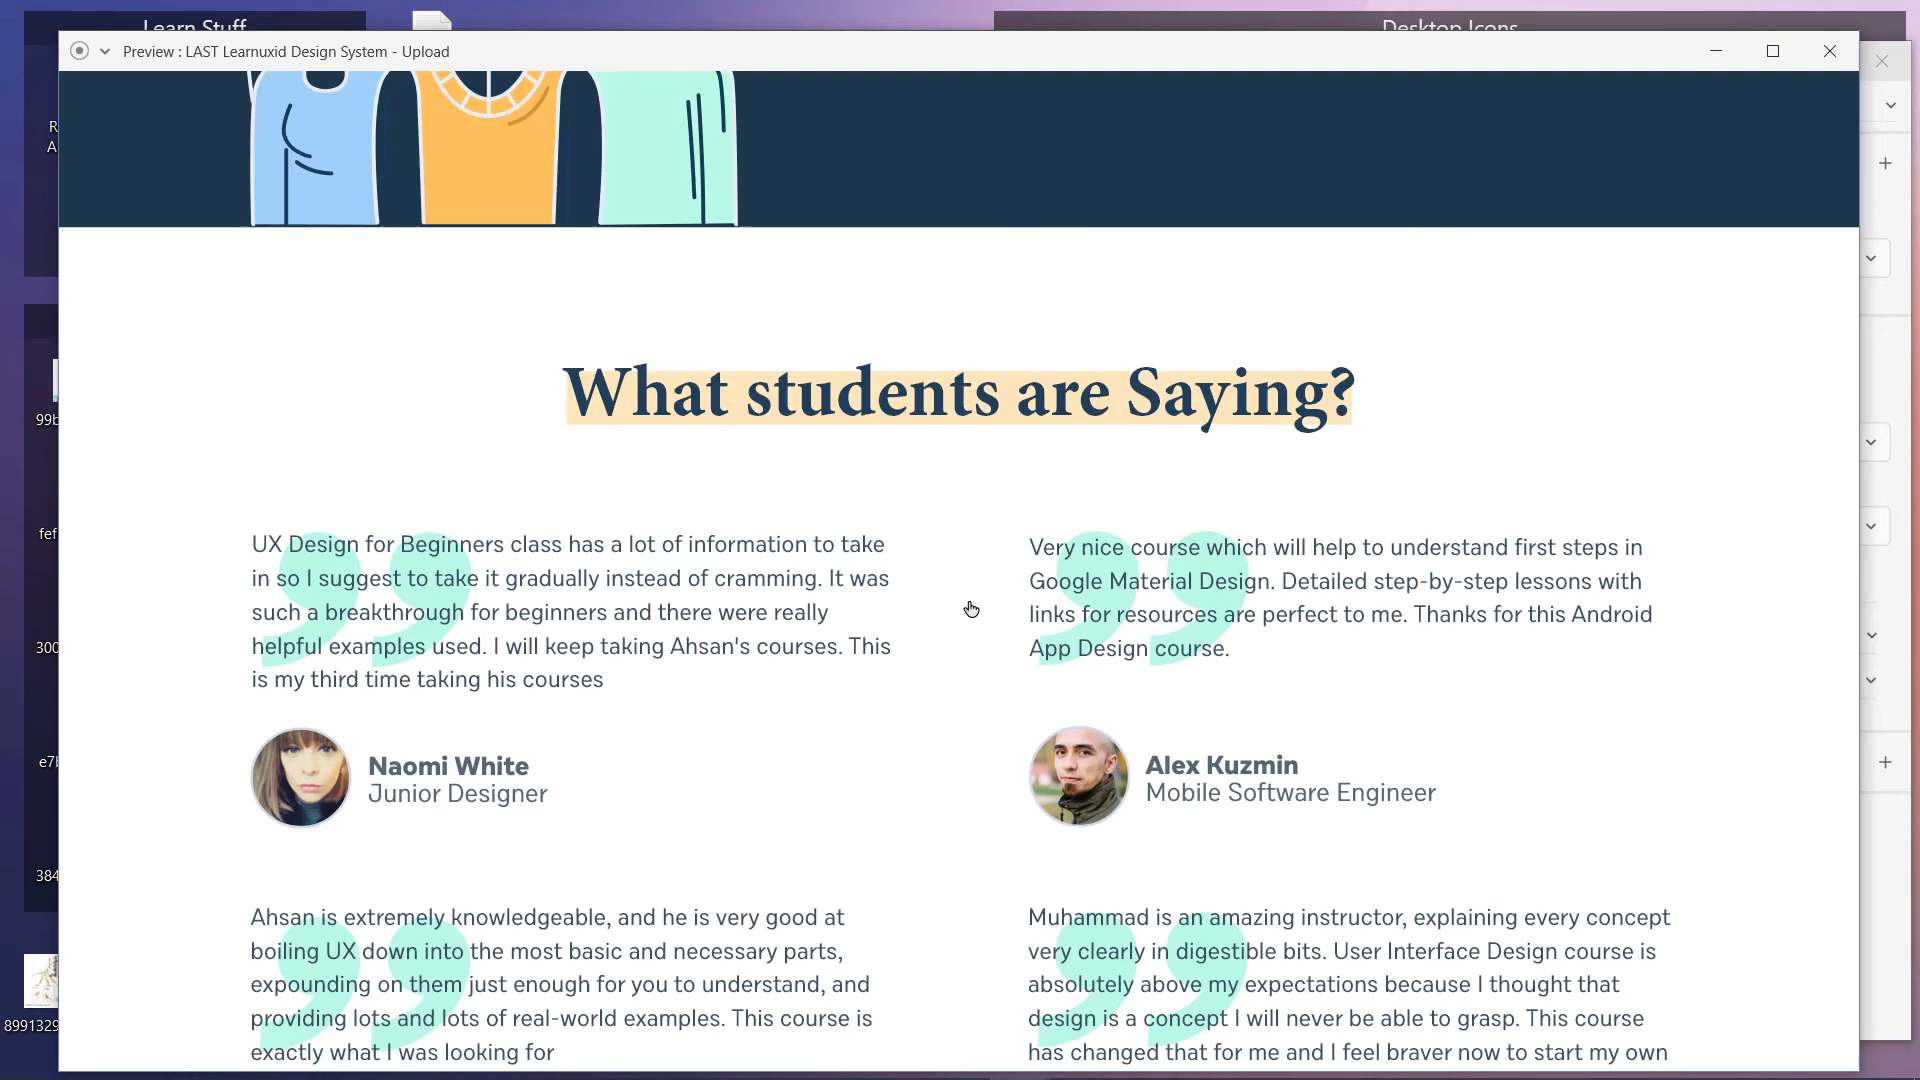 Learn Stuff
Desktop Icons
Preview : LAST Learnuxid Design System - Upload
What students are Saying?
UX Design for Beginners class has a lot of information to take
in so I suggest to take it gradually instead of cramming. It was
such a breakthrough for beginners and there were really
helpful examples used. I will keep taking Ahsan's courses. This
is my third time taking his courses
Naomi White
Junior Designer
Very nice course which will help to understand first steps in
Google Material Design. Detailed step-by-step lessons with
links for resources are perfect to me. Thanks for this Android
App Design course.
Alex Kuzmin
Mobile Software Engineer
Ahsan is extremely knowledgeable, and he is very good at
boiling UX down into the most basic and necessary parts,
expounding on them just enough for you to understand, and
providing lots and lots of real-world examples. This course is
exactly what I was looking for
Muhammad is an amazing instructor, explaining every concept
very clearly in digestible bits. User Interface Design course is
absolutely above my expectations because I thought that
design is a concept I will never be able to grasp. This course
has changed that for me and I feel braver now to start my own
R
A
99b
fef
300
e7b
384
8991329